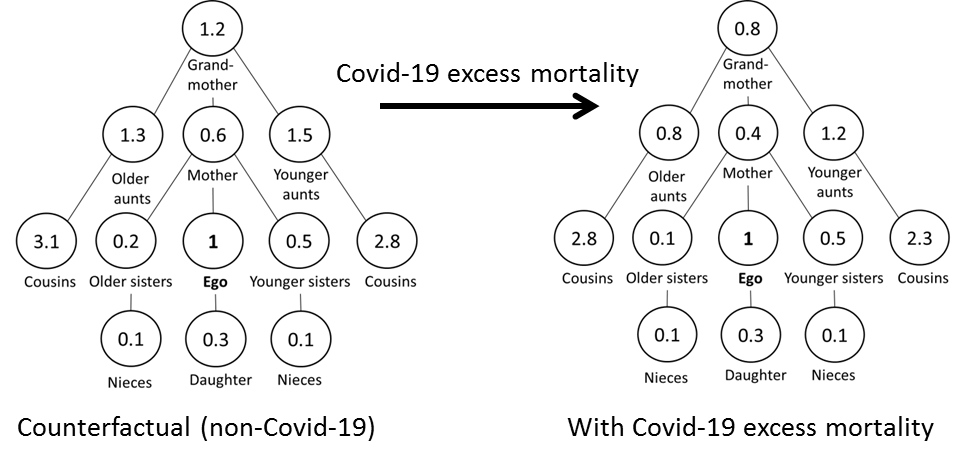 1.2
Grand-
mother
1.3
0.6
1.5
Older
aunts
Mother
Younger
aunts
3.1
0.2
1
0.5
2.8
Cousins
Older sisters
Ego
Younger sisters
Cousins
0.1
0.3
0.1
Nieces
Daughter
Nieces
Counterfactual (non-Covid-19)
Covid-19 excess mortality
0.8
Grand-
mother
0.8
0.4
1.2
Older
aunts
Mother
Younger
aunts
2.8
0.1
1
0.5
2.3
Cousins
Older sisters
Ego
Younger sisters
Cousins
0.1
0.3
0.1
Nieces
Daughter
Nieces
With Covid-19 excess mortality